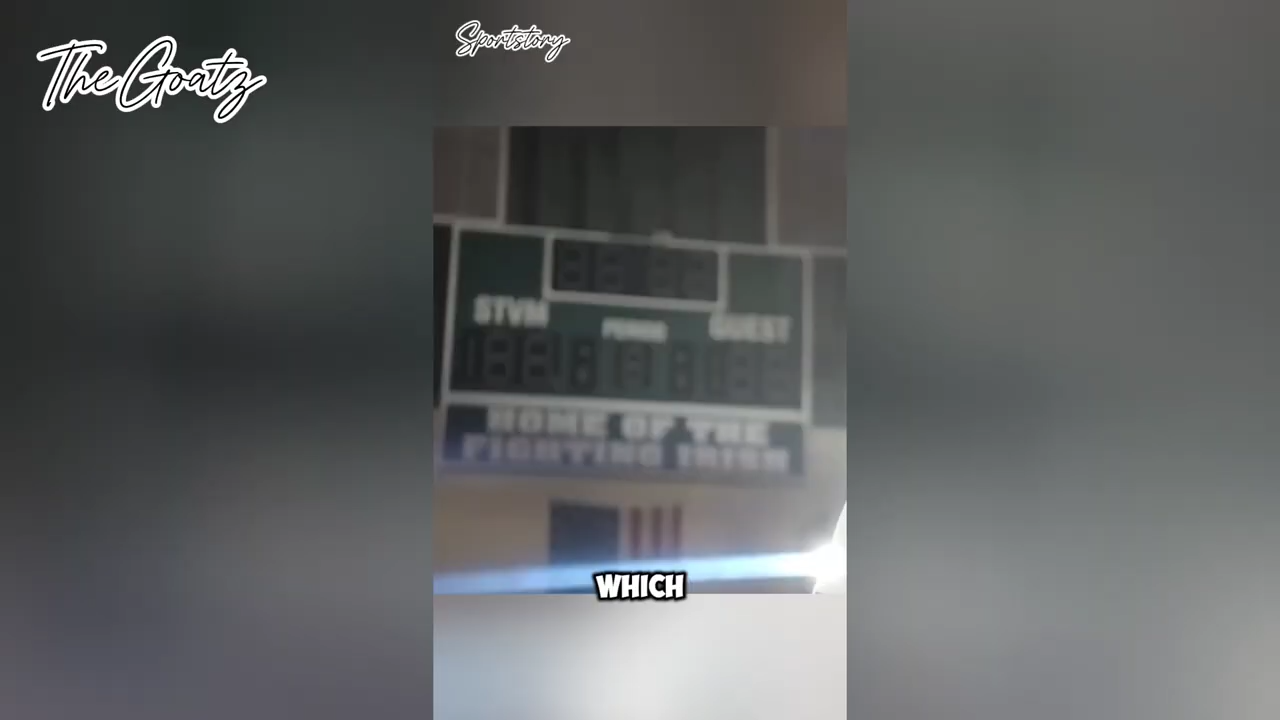 TheGoatz
Sportstory
STVM
PERIOD
GUEST
HOME OF THE
FIGHTING IRISH
WHICH